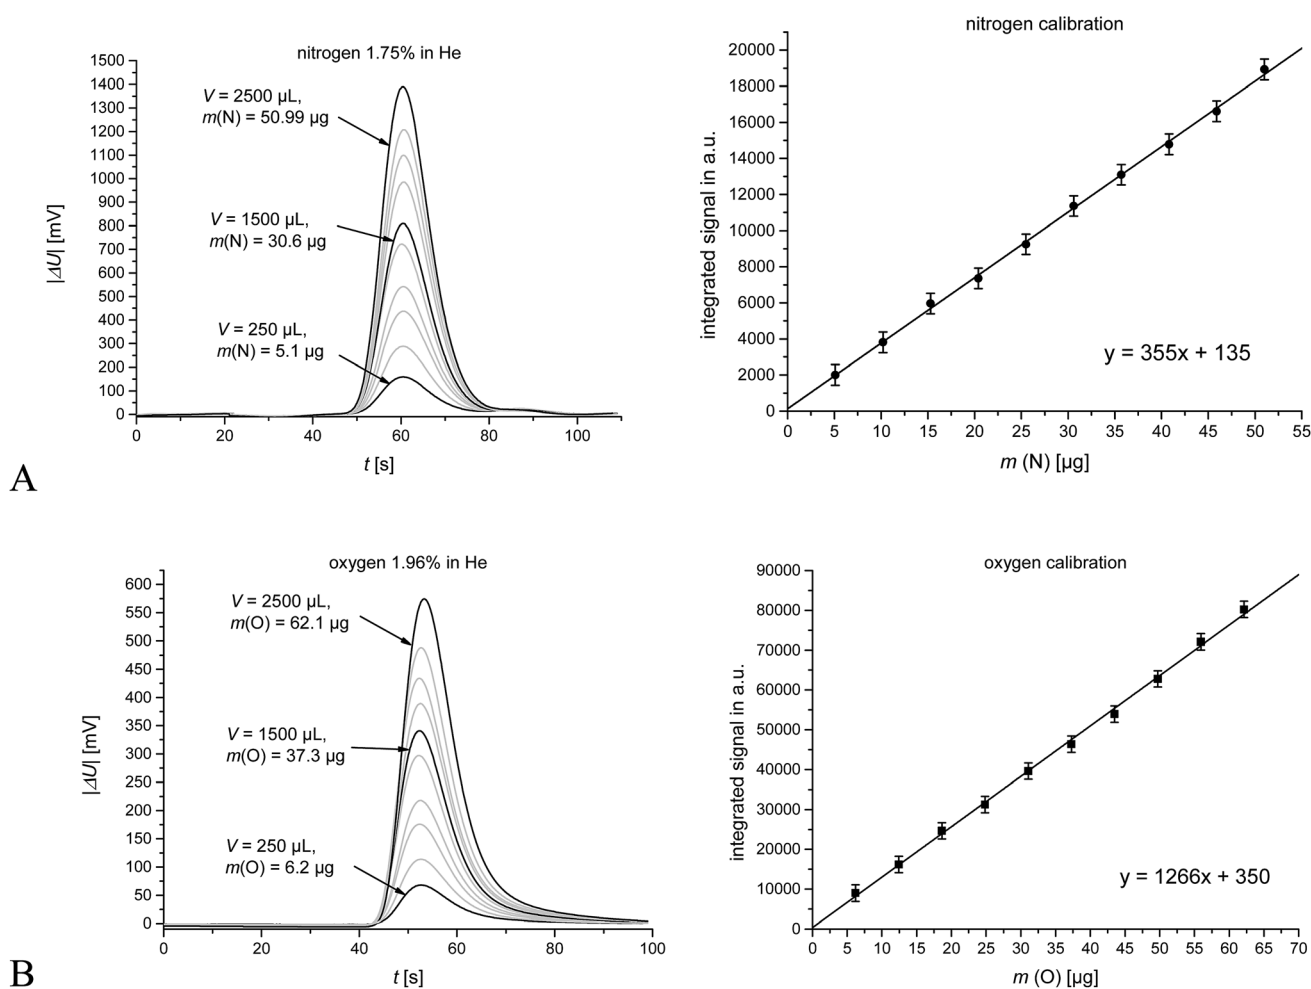 nitrogen 1.75% in He
1500
1400
1300
1200
1100
1000
900
800
700
600
500
400
300
200
100
0
|ΔU| [mV]
V = 2500 µL,
m(N) = 50.99 µg
V = 1500 µL,
m(N) = 30.6 µg
V = 250 µL,
m(N) = 5.1 µg
0 20 40 60 80 100
t [s]
A
nitrogen calibration
20000
18000
16000
14000
12000
10000
8000
6000
4000
2000
0
integrated signal in a.u.
y = 355x + 135
0 5 10 15 20 25 30 35 40 45 50 55
m (N) [µg]
oxygen 1.96% in He
600
550
500
450
400
350
300
250
200
150
100
50
0
|ΔU| [mV]
V = 2500 µL,
m(O) = 62.1 µg
V = 1500 µL,
m(O) = 37.3 µg
V = 250 µL,
m(O) = 6.2 µg
0 20 40 60 80 100
t [s]
B
oxygen calibration
90000
80000
70000
60000
50000
40000
30000
20000
10000
0
integrated signal in a.u.
y = 1266x + 350
0 5 10 15 20 25 30 35 40 45 50 55 60 65 70
m (O) [µg]